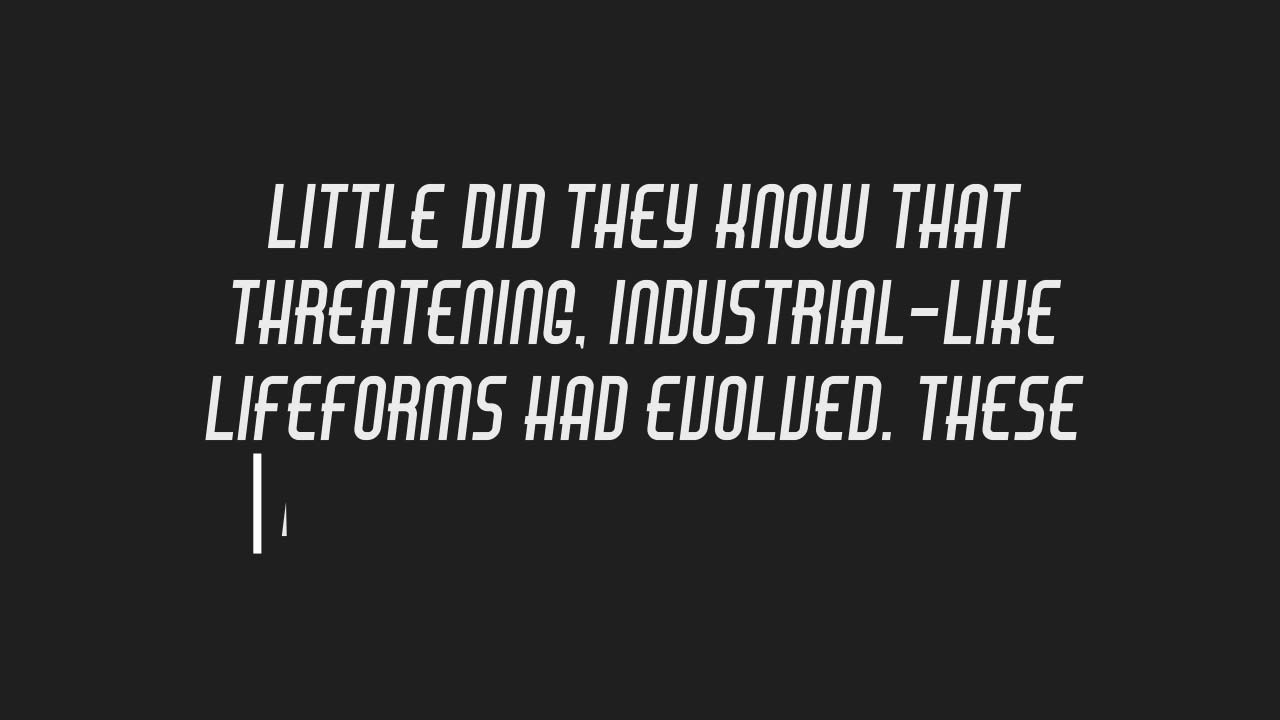 LITTLE DID THEY KNOW THAT
THREATENING, INDUSTRIAL-LIKE
LIFEFORMS HAD EVOLVED. THESE